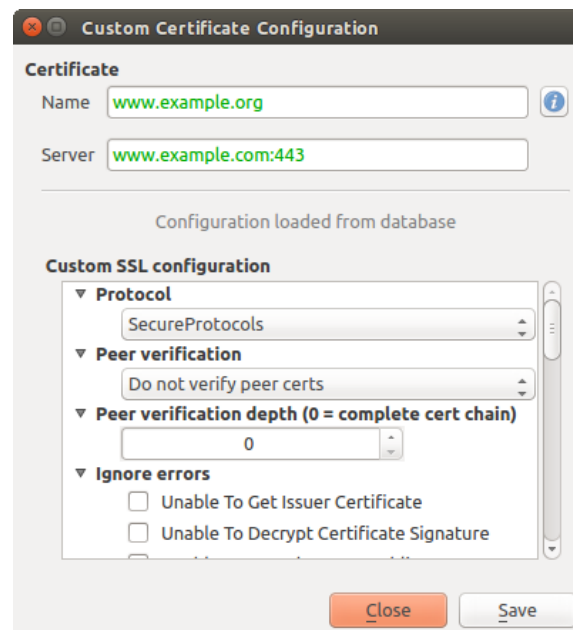 Custom Certificate Configuration
Certificate
Name www.example.org
Server www.example.com:443
Configuration loaded from database
Custom SSL configuration
Protocol
SecureProtocols
Peer verification
Do not verify peer certs
Peer verification depth (0 = complete cert chain)
0
Ignore errors
Unable To Get Issuer Certificate
Unable To Decrypt Certificate Signature
Close Save